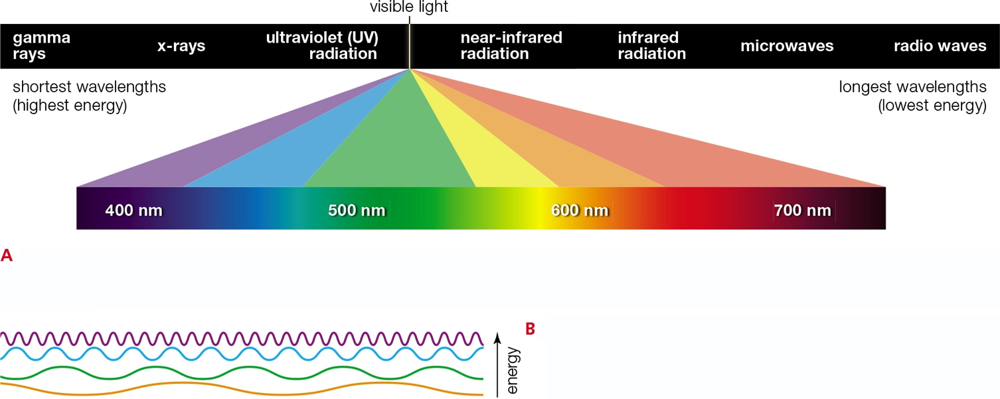 visible light
gamma
rays
x-rays
ultraviolet (UV)
radiation
near-infrared
radiation
infrared
radiation
microwaves
radio waves
shortest wavelengths
(highest energy)
longest wavelengths
(lowest energy)
400 nm
500 nm
600 nm
700 nm
A
B
energy